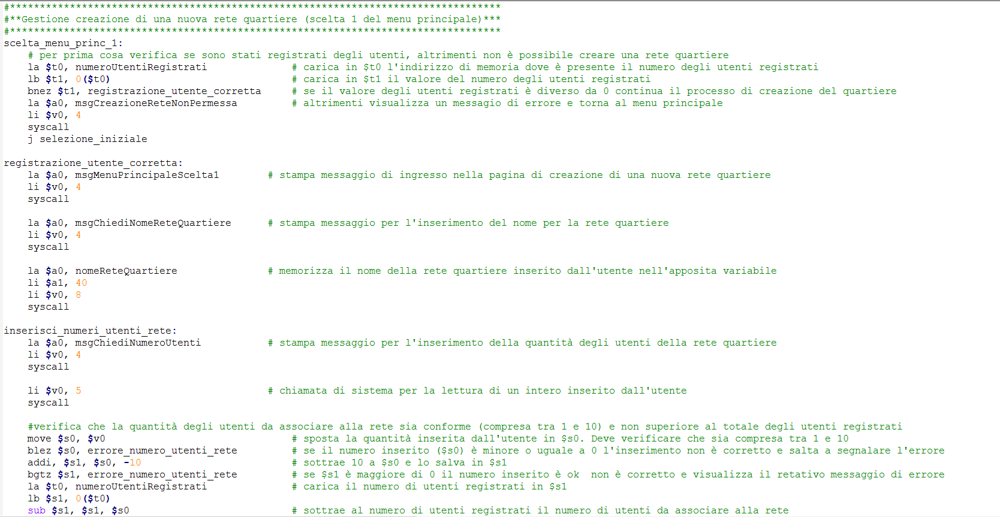 #**********************************************************************************
#**Gestione creazione di una nuova rete quartiere (scelta 1 del menu principale)***
#**********************************************************************************
scelta_menu_princ_1:
    # per prima cosa verifica se sono stati registrati degli utenti, altrimenti non è possibile creare una rete quartiere
    la $t0, numeroUtentiRegistrati              # carica in $t0 l'indirizzo di memoria dove è presente il numero degli utenti registrati
    lb $t1, 0($t0)                              # carica in $t1 il valore del numero degli utenti registrati
    bnez $t1, registrazione_utente_corretta     # se il valore degli utenti registrati è diverso da 0 continua il processo di creazione del quartiere
    la $a0, msgCreazioneReteNonPermessa         # altrimenti visualizza un messagio di errore e torna al menu principale
    li $v0, 4
    syscall
    j selezione_iniziale

registrazione_utente_corretta:
    la $a0, msgMenuPrincipaleScelta1        # stampa messaggio di ingresso nella pagina di creazione di una nuova rete quartiere
    li $v0, 4
    syscall

    la $a0, msgChiediNomeReteQuartiere      # stampa messaggio per l'inserimento del nome per la rete quartiere
    li $v0, 4
    syscall

    la $a0, nomeReteQuartiere               # memorizza il nome della rete quartiere inserito dall'utente nell'apposita variabile
    li $a1, 40
    li $v0, 8
    syscall

inserisci_numeri_utenti_rete:
    la $a0, msgChiediNumeroUtenti           # stampa messaggio per l'inserimento della quantità degli utenti della rete quartiere
    li $v0, 4
    syscall

    li $v0, 5                               # chiamata di sistema per la lettura di un intero inserito dall'utente
    syscall

    #verifica che la quantità degli utenti da associare alla rete sia conforme (compresa tra 1 e 10) e non superiore al totale degli utenti registrati
    move $s0, $v0                               # sposta la quantità inserita dall'utente in $s0. Deve verificare che sia compresa tra 1 e 10
    blez $s0, errore_numero_utenti_rete         # se il numero inserito ($s0) è minore o uguale a 0 l'inserimento non è corretto e salta a segnalare l'errore
    addi, $s1, $s0, -10                         # sottrae 10 a $s0 e lo salva in $s1
    bgtz $s1, errore_numero_utenti_rete         # se $s1 è maggiore di 0 il numero inserito è ok  non è corretto e visualizza il retativo messaggio di errore
    la $t0, numeroUtentiRegistrati              # carica il numero di utenti registrati in $s1
    lb $s1, 0($t0)
    sub $s1, $s1, $s0                           # sottrae al numero di utenti registrati il numero di utenti da associare alla rete